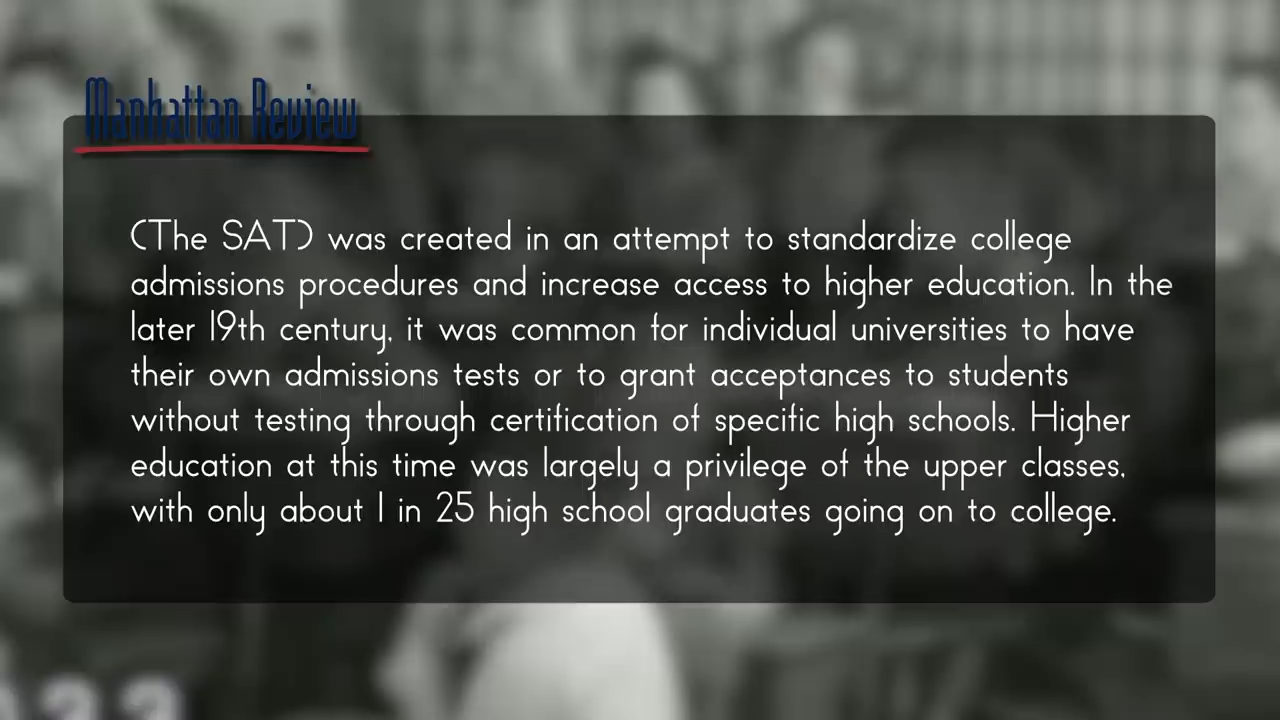 Manhattan Review
(The SAT) was created in an attempt to standardize college
admissions procedures and increase access to higher education. In the
later 19th century, it was common for individual universities to have
their own admissions tests or to grant acceptances to students
without testing through certification of specific high schools. Higher
education at this time was largely a privilege of the upper classes,
with only about 1 in 25 high school graduates going on to college.